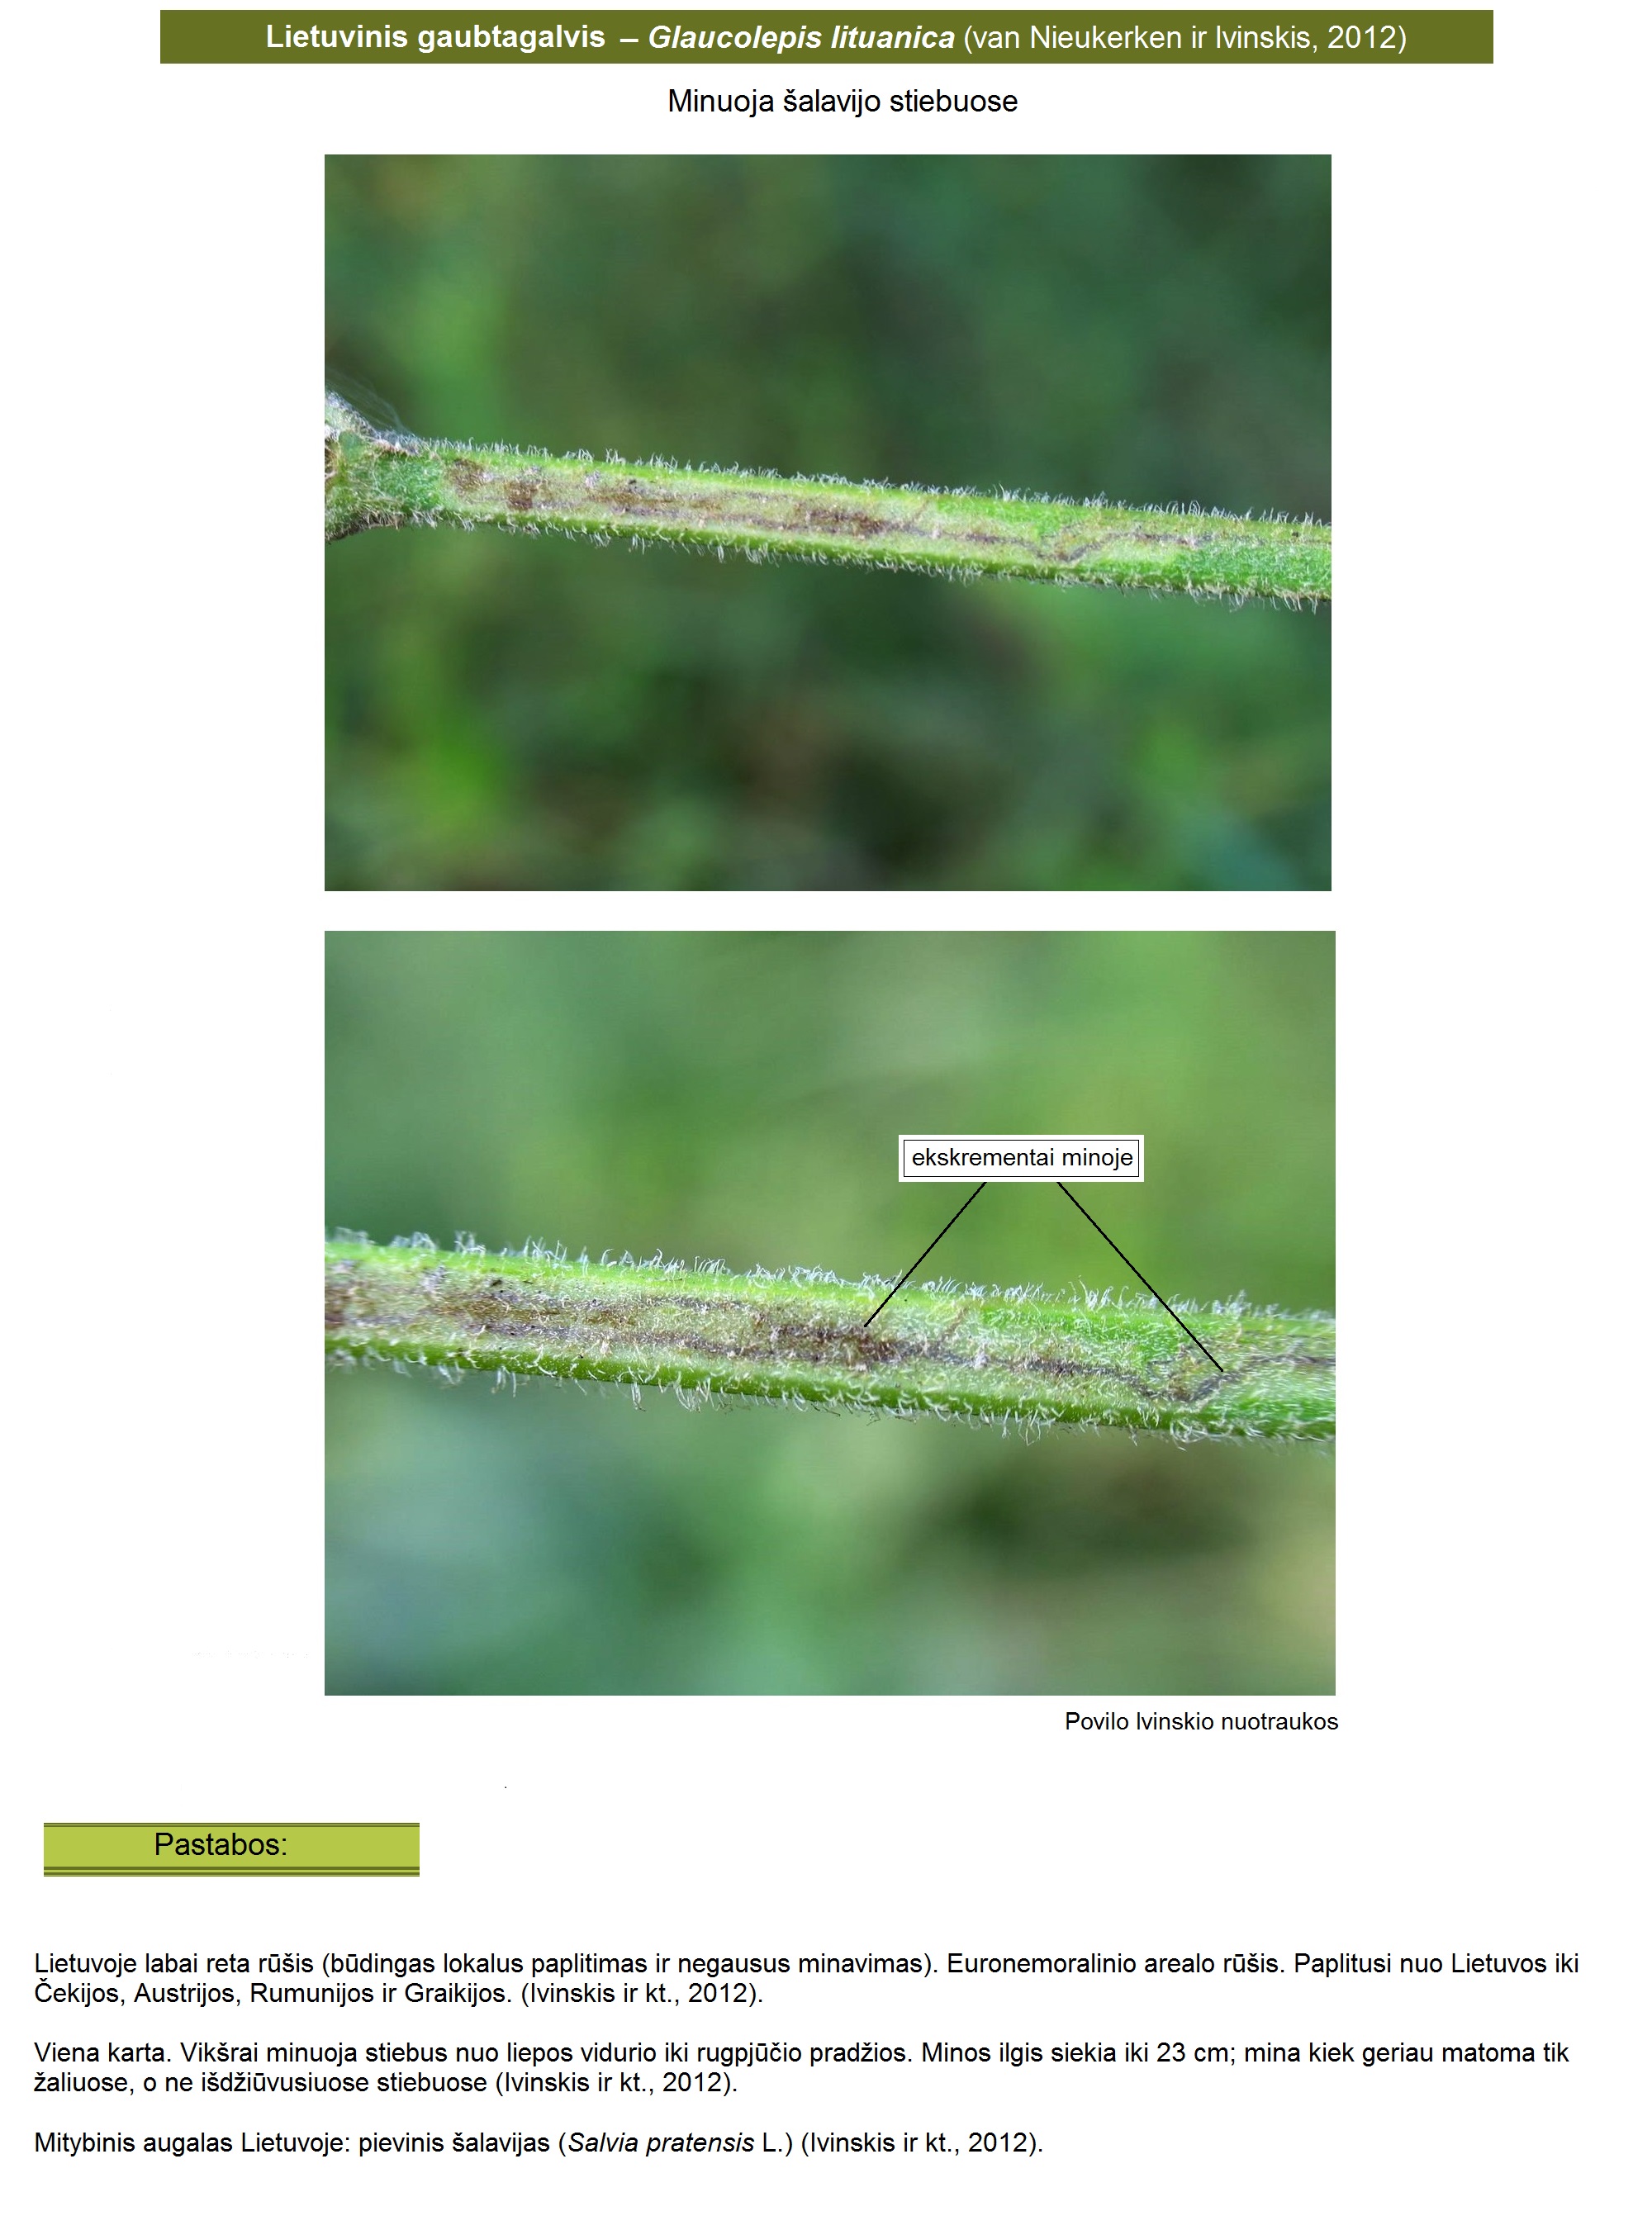 Lietuvinis gaubtagalvis – Glaucolepis lituanica (van Nieukerken ir Ivinskis, 2012)
Minuoja šalavijo stiebuose
ekskrementai minoje
Povilo Ivinskio nuotraukos
Pastabos:
Lietuvoje labai reta rūšis (būdingas lokalus paplitimas ir negausus minavimas). Euronemoralinio arealo rūšis. Paplitusi nuo Lietuvos iki
Čekijos, Austrijos, Rumunijos ir Graikijos. (Ivinskis ir kt., 2012).
Viena karta. Vikšrai minuoja stiebus nuo liepos vidurio iki rugpjūčio pradžios. Minos ilgis siekia iki 23 cm; mina kiek geriau matoma tik
žaliuose, o ne išdžiūvusiuose stiebuose (Ivinskis ir kt., 2012).
Mitybinis augalas Lietuvoje: pievinis šalavijas (Salvia pratensis L.) (Ivinskis ir kt., 2012).